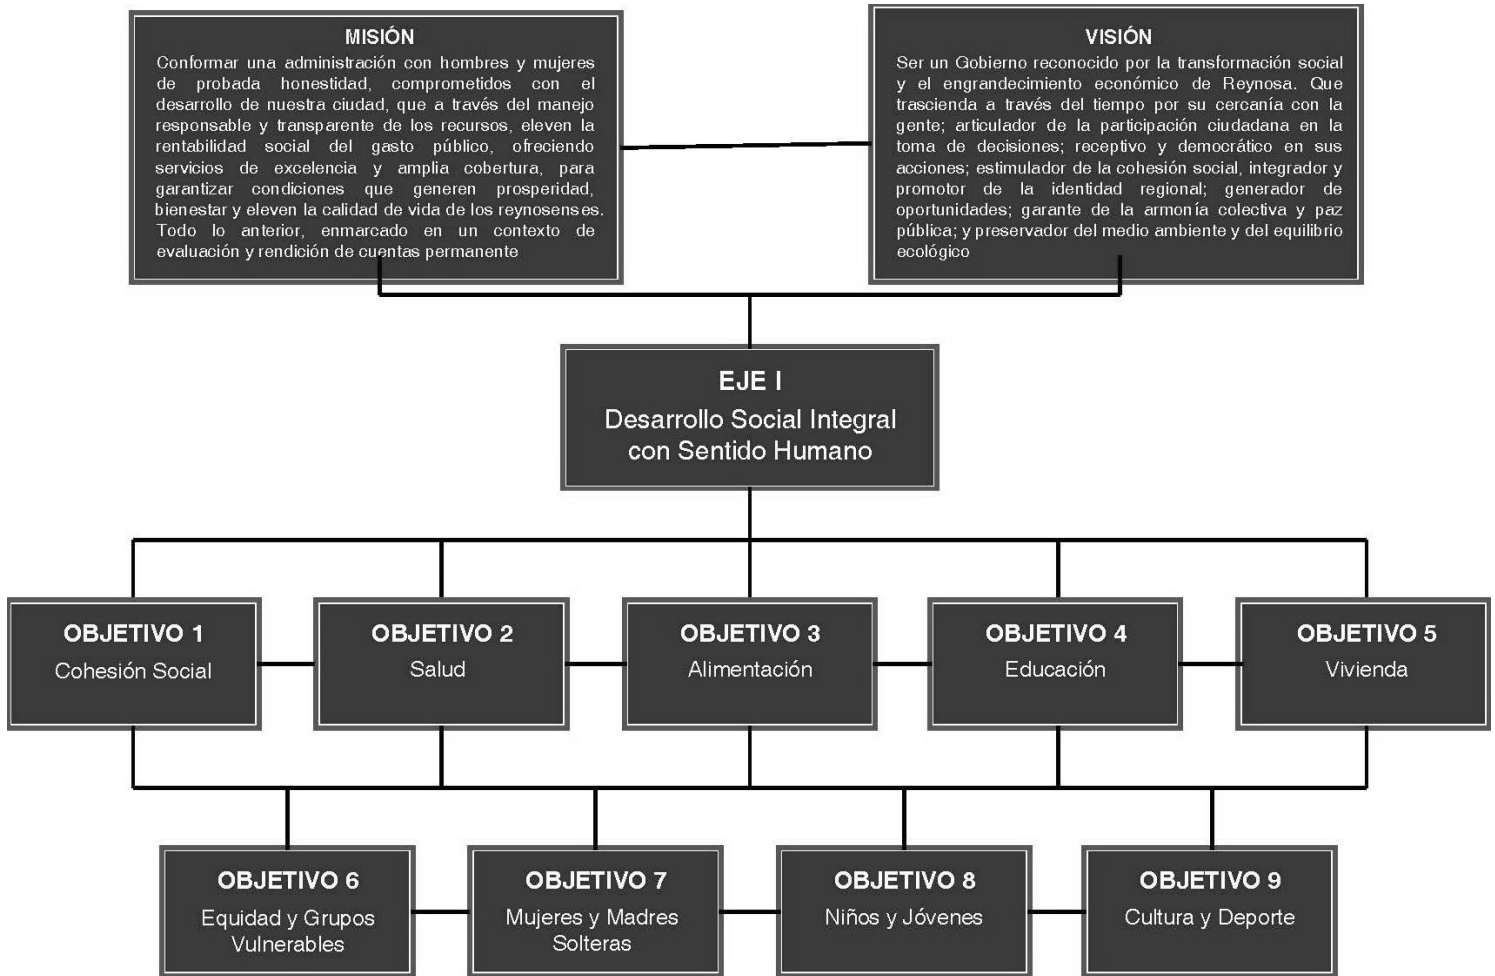 MISIÓN
Conformar una administración con hombres y mujeres
de probada honestidad, comprometidos con el
desarrollo de nuestra ciudad, que a través del manejo
responsable y transparente de los recursos, eleven la
rentabilidad social del gasto público, ofreciendo
servicios de excelencia y amplia cobertura, para
garantizar condiciones que generen prosperidad,
bienestar y eleven la calidad de vida de los reynosenses.
Todo lo anterior, enmarcado en un contexto de
evaluación y rendición de cuentas permanente
VISIÓN
Ser un Gobierno reconocido por la transformación social
y el engrandecimiento económico de Reynosa. Que
trascienda a través del tiempo por su cercanía con la
gente; articulador de la participación ciudadana en la
toma de decisiones; receptivo y democrático en sus
acciones; estimulador de la cohesión social, integrador y
promotor de la identidad regional; generador de
oportunidades; garante de la armonía colectiva y paz
pública; y preservador del medio ambiente y del equilibrio
ecológico
EJE I
Desarrollo Social Integral
con Sentido Humano
OBJETIVO 1
Cohesión Social
OBJETIVO 2
Salud
OBJETIVO 3
Alimentación
OBJETIVO 4
Educación
OBJETIVO 5
Vivienda
OBJETIVO 6
Equidad y Grupos
Vulnerables
OBJETIVO 7
Mujeres y Madres
Solteras
OBJETIVO 8
Niños y Jóvenes
OBJETIVO 9
Cultura y Deporte